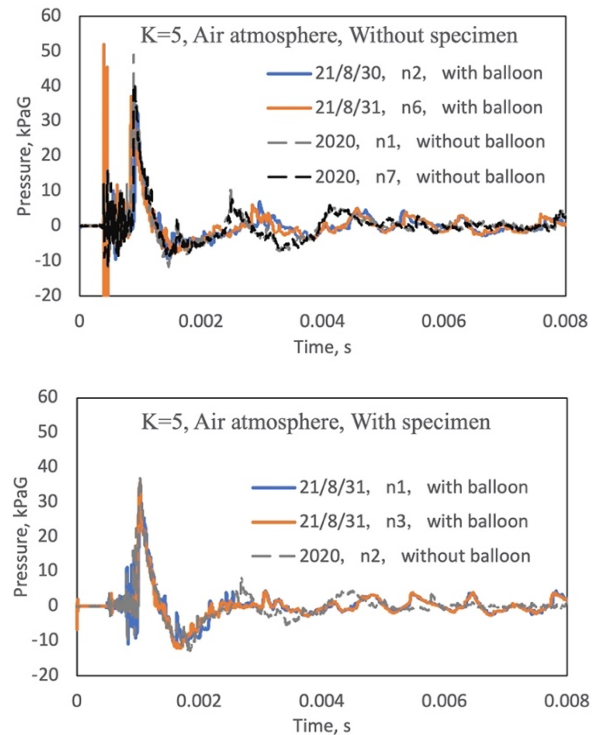 60
K=5, Air atmosphere, Without specimen
50
21/8/30, n2, with balloon
40
21/8/31, n6, with balloon
30
2020, n1, without balloon
20
2020, n7, without balloon
10
0
-10
-20
Pressure, kPaG
0 0.002 0.004 0.006 0.008
Time, s
60
K=5, Air atmosphere, With specimen
50
40
21/8/31, n1, with balloon
30
21/8/31, n3, with balloon
20
2020, n2, without balloon
10
0
-10
-20
Pressure, kPaG
0 0.002 0.004 0.006 0.008
Time, s